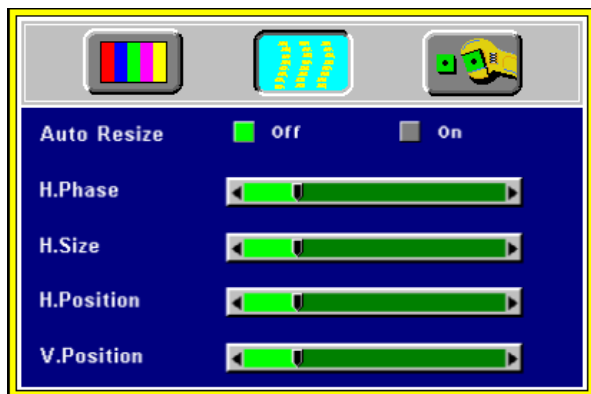 Auto Resize Off On
H.Phase
H.Size
H.Position
V.Position